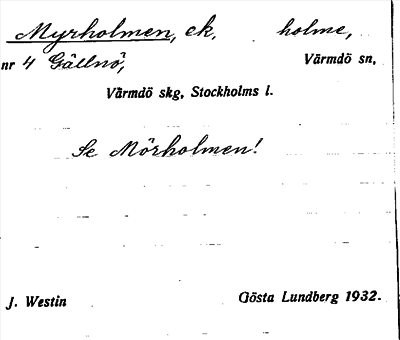 Myrholmen, ek. holme,
nr 4 Gällnö, Värmdö sn,
Värmdö skg, Stockholms l.
Se Mörholmen!
J. Westin Gösta Lundberg 1932.